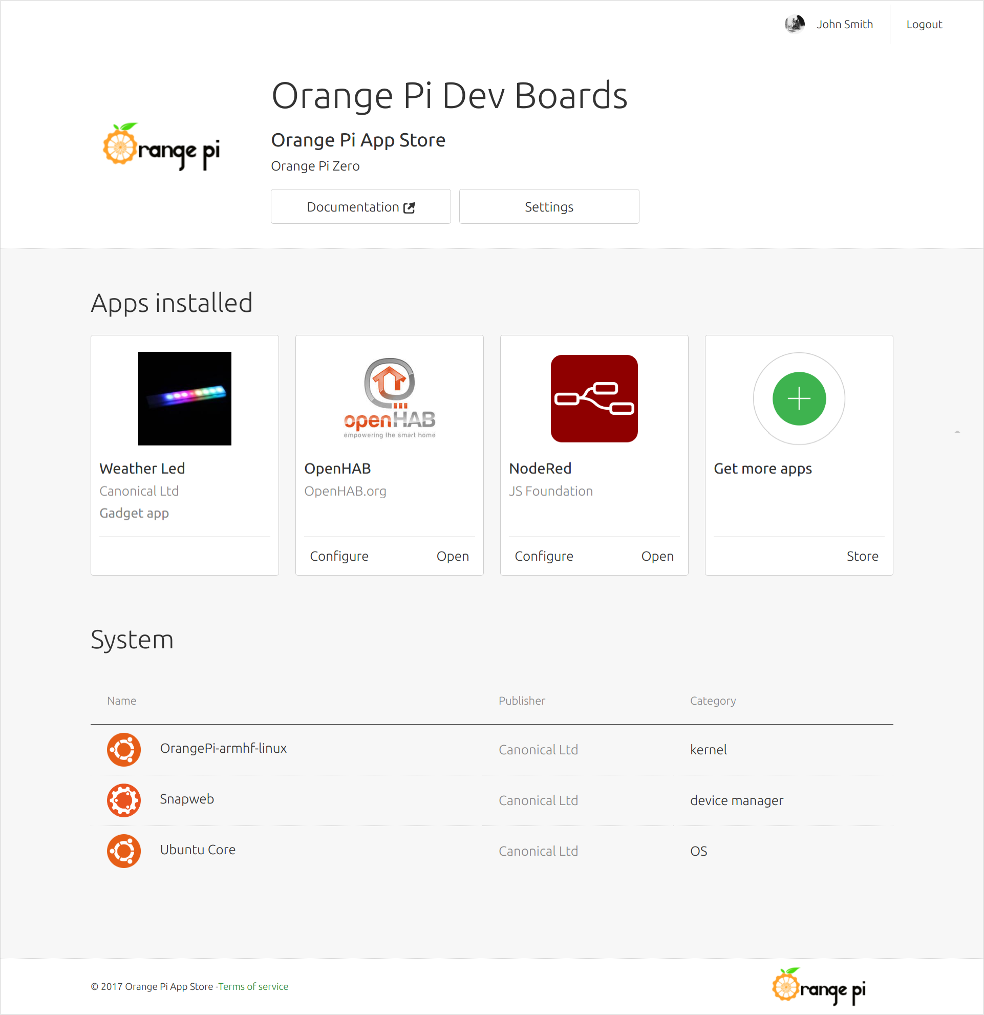 John Smith
Logout
Orange Pi Dev Boards
Orange Pi App Store
Orange Pi Zero
Orange pi
Documentation
Settings
Apps installed
openHAB
empowering the smart home
Weather Led
OpenHAB
NodeRed
Get more apps
Canonical Ltd
OpenHAB.org
JS Foundation
Gadget app
Configure
Open
Configure
Open
Store
System
Name
Publisher
Category
OrangePi-armhf-linux
Canonical Ltd
kernel
Snapweb
Canonical Ltd
device manager
Ubuntu Core
Canonical Ltd
OS
© 2017 Orange Pi App Store -Terms of service
Orange pi